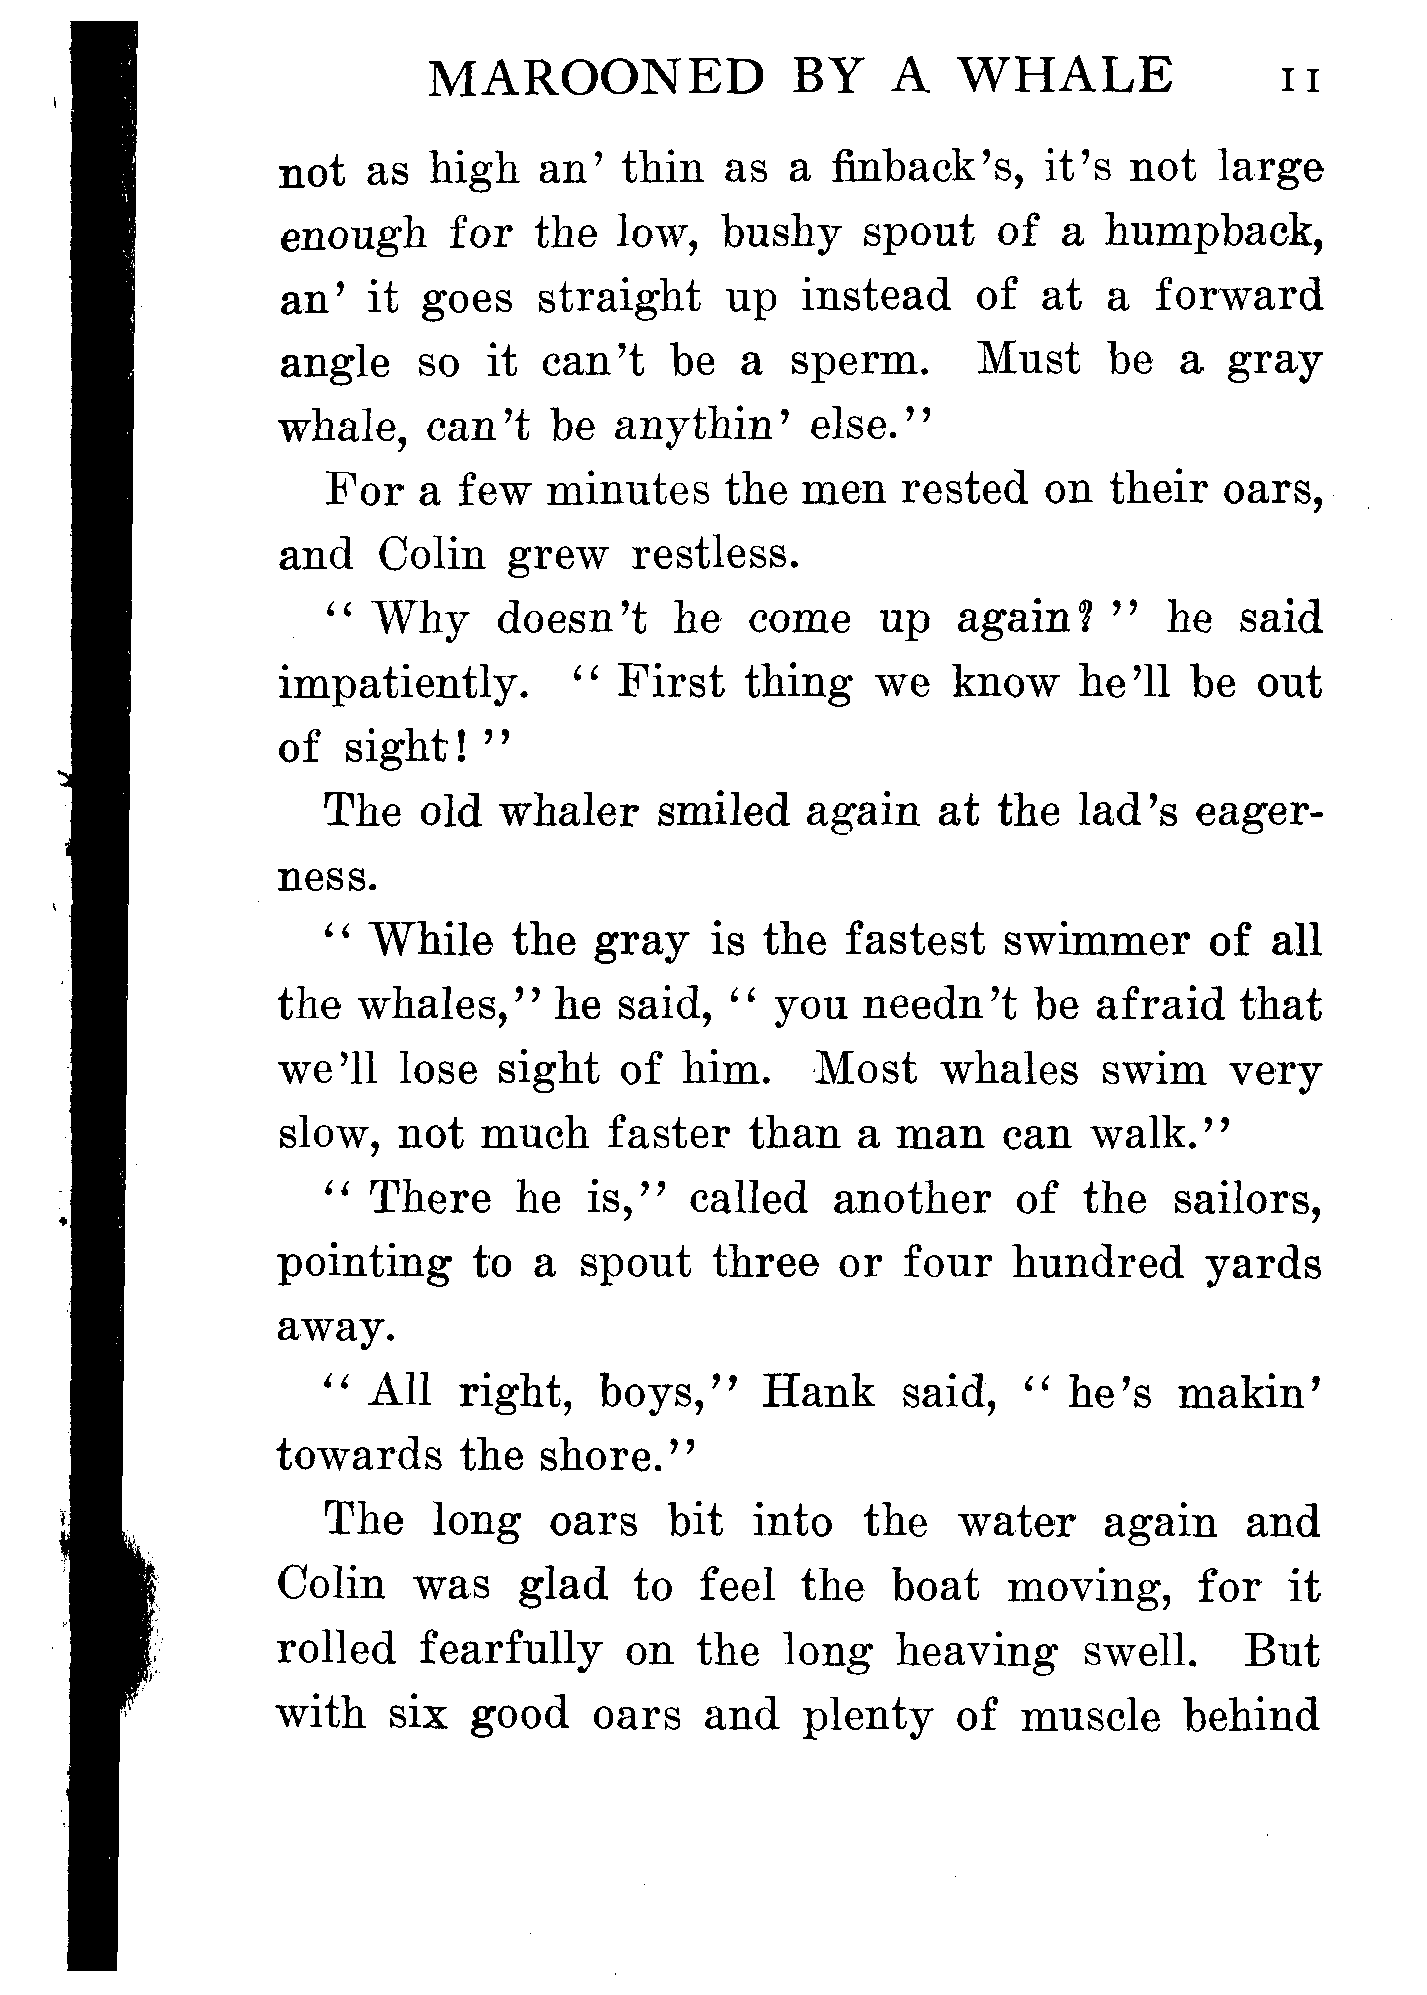 MAROONED BY A WHALE 11
not as high an' thin as a finback's, it's not large
enough for the low, bushy spout of a humpback,
an' it goes straight up instead of at a forward
angle so it can't be a sperm. Must be a gray
whale, can't be anythin' else."
For a few minutes the men rested on their oars,
and Colin grew restless.
" Why doesn't he come up again? " he said
impatiently. " First thing we know he'll be out
of sight! "
The old whaler smiled again at the lad's eager-
ness.
" While the gray is the fastest swimmer of all
the whales," he said, " you needn't be afraid that
we'll lose sight of him. Most whales swim very
slow, not much faster than a man can walk."
" There he is," called another of the sailors,
pointing to a spout three or four hundred yards
away.
" All right, boys," Hank said, " he's makin'
towards the shore."
The long oars bit into the water again and
Colin was glad to feel the boat moving, for it
rolled fearfully on the long heaving swell. But
with six good oars and plenty of muscle behind